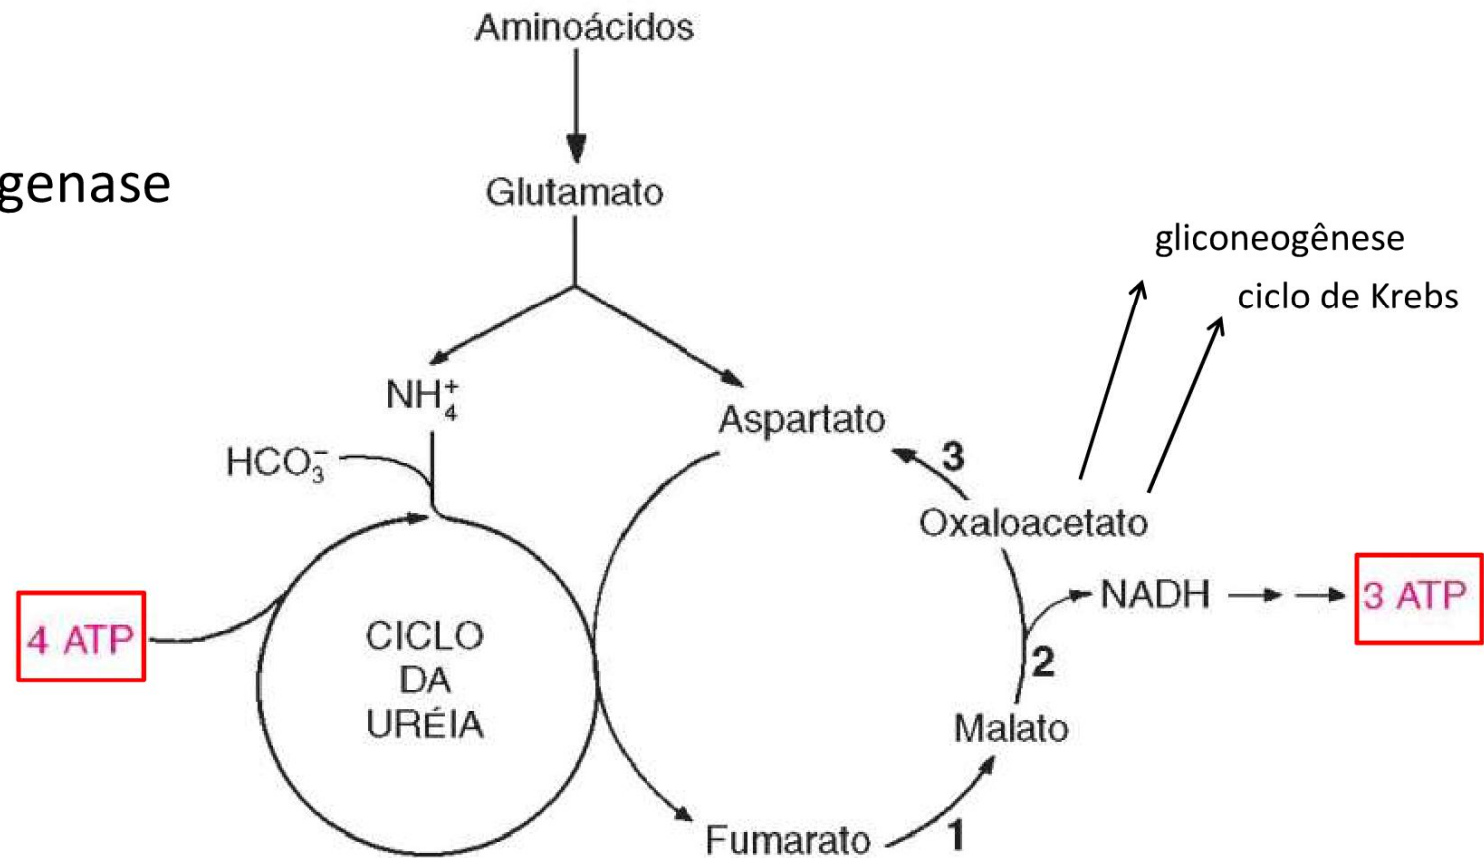 Aminoácidos
genase
Glutamato
gliconeogênese
ciclo de Krebs
NH₄⁺
Aspartato
HCO₃⁻
3
Oxaloacetato
4 ATP
NADH
3 ATP
CICLO
DA
URÉIA
2
Malato
Fumarato
1